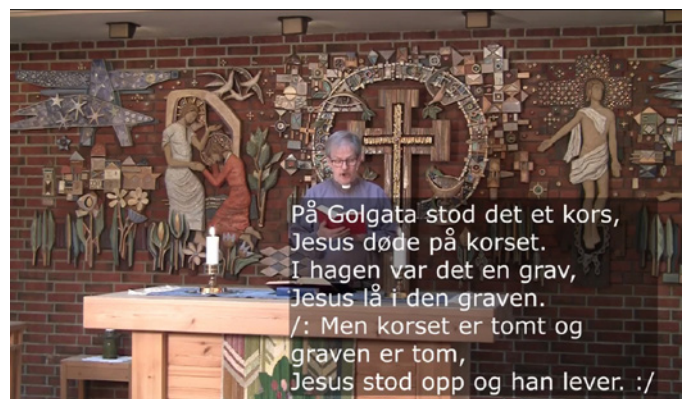 På Golgata stod det et kors,
Jesus døde på korset.
I hagen var det en grav,
Jesus lå i den graven.
/: Men korset er tomt og
graven er tom,
Jesus stod opp og han lever. :/